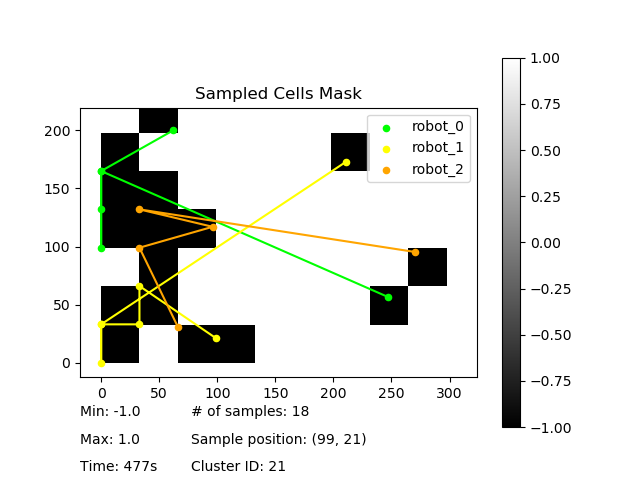 Sampled Cells Mask
robot_0
robot_1
robot_2
200
150
100
50
0
0 50 100 150 200 250 300
1.00
0.75
0.50
0.25
0.00
−0.25
−0.50
−0.75
−1.00
Min: -1.0 # of samples: 18
Max: 1.0 Sample position: (99, 21)
Time: 477s Cluster ID: 21